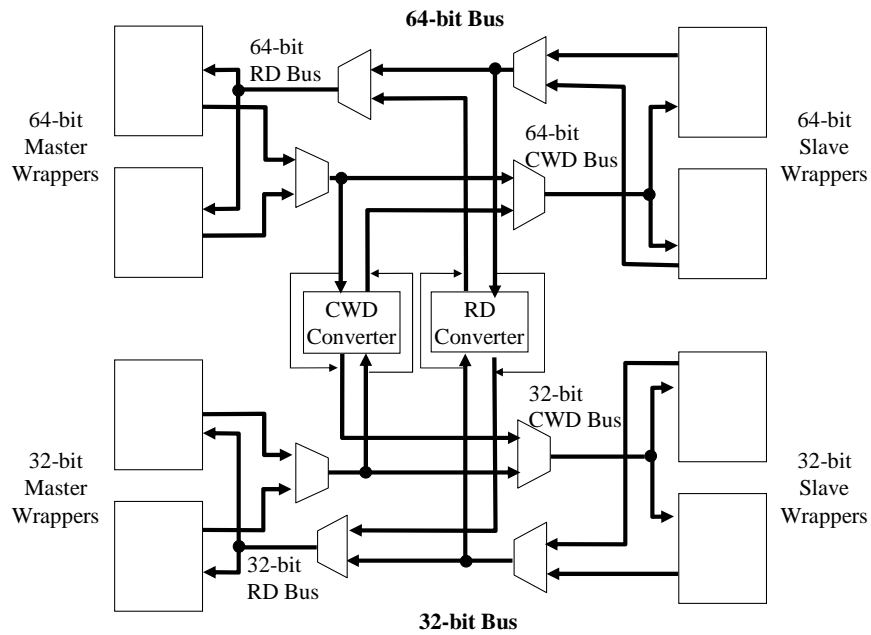 64-bit Bus
64-bit
RD Bus
64-bit
Master
Wrappers
64-bit
CWD Bus
64-bit
Slave
Wrappers
CWD
Converter
RD
Converter
32-bit
CWD Bus
32-bit
Master
Wrappers
32-bit
Slave
Wrappers
32-bit
RD Bus
32-bit Bus